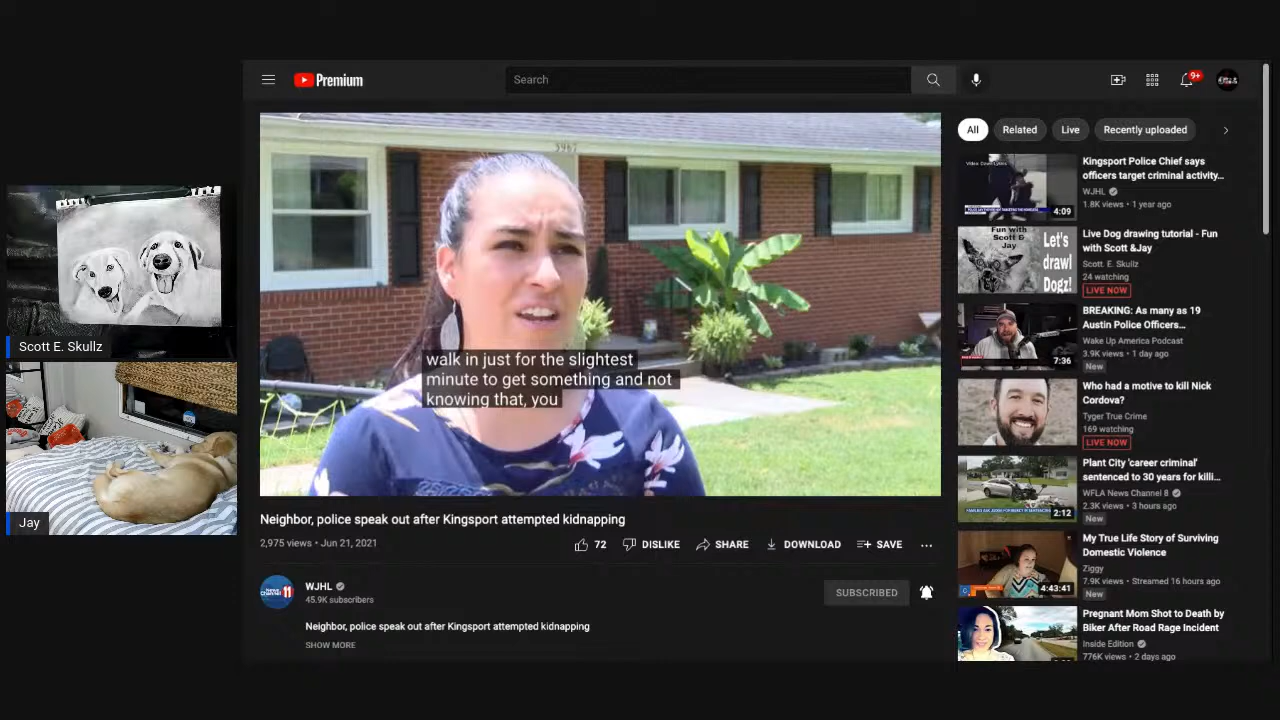 Premium
Search
9+
All
Related
Live
Recently uploaded
5967
walk in just for the slightest
minute to get something and not
knowing that, you
Scott E. Skullz
Jay
Neighbor, police speak out after Kingsport attempted kidnapping
2,975 views • Jun 21, 2021
72
DISLIKE
SHARE
DOWNLOAD
SAVE
WJHL
45.9K subscribers
SUBSCRIBED
11
Neighbor, police speak out after Kingsport attempted kidnapping
SHOW MORE
4:09
Kingsport Police Chief says
officers target criminal activity...
WJHL
1.8K views • 1 year ago
Fun with
Scott &
Jay
Let's
draw!
Dogz!
Live Dog drawing tutorial - Fun
with Scott &Jay
Scott. E. Skullz
24 watching
LIVE NOW
7:36
BREAKING: As many as 19
Austin Police Officers...
Wake Up America Podcast
3.9K views • 1 day ago
New
Who had a motive to kill Nick
Cordova?
Tyger True Crime
169 watching
LIVE NOW
2:12
Plant City 'career criminal'
sentenced to 30 years for killi...
WFLA News Channel 8
2.3K views • 3 hours ago
New
4:43:41
My True Life Story of Surviving
Domestic Violence
Ziggy
7.9K views • Streamed 16 hours ago
New
Pregnant Mom Shot to Death by
Biker After Road Rage Incident
Inside Edition
776K views • 2 days ago